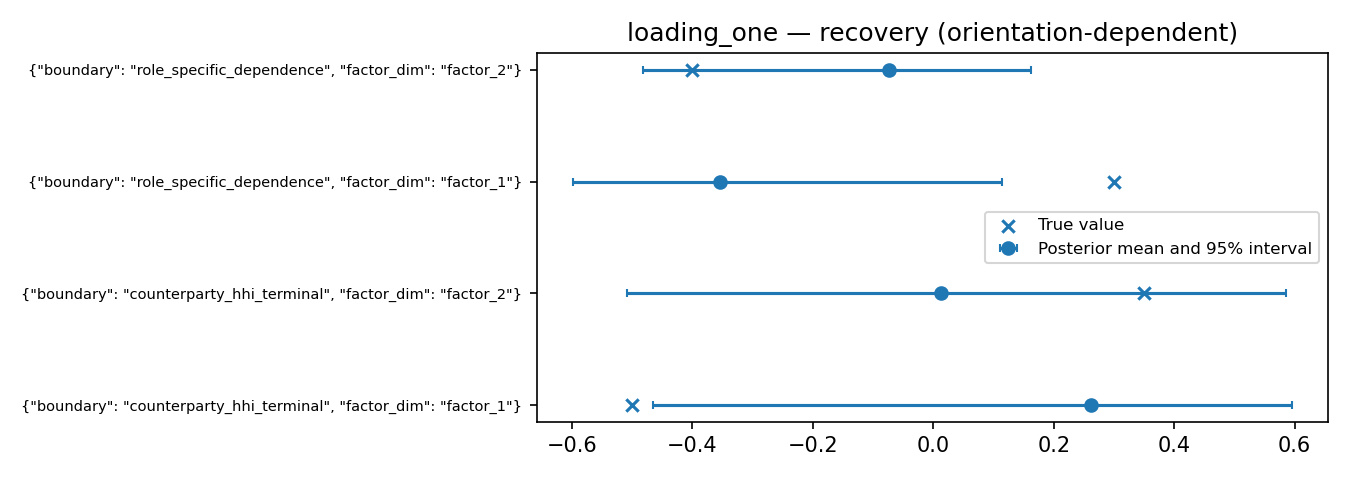 loading_one — recovery (orientation-dependent)
{"boundary": "role_specific_dependence", "factor_dim": "factor_2"}
{"boundary": "role_specific_dependence", "factor_dim": "factor_1"}
True value
Posterior mean and 95% interval
{"boundary": "counterparty_hhi_terminal", "factor_dim": "factor_2"}
{"boundary": "counterparty_hhi_terminal", "factor_dim": "factor_1"}
−0.6 −0.4 −0.2 0.0 0.2 0.4 0.6